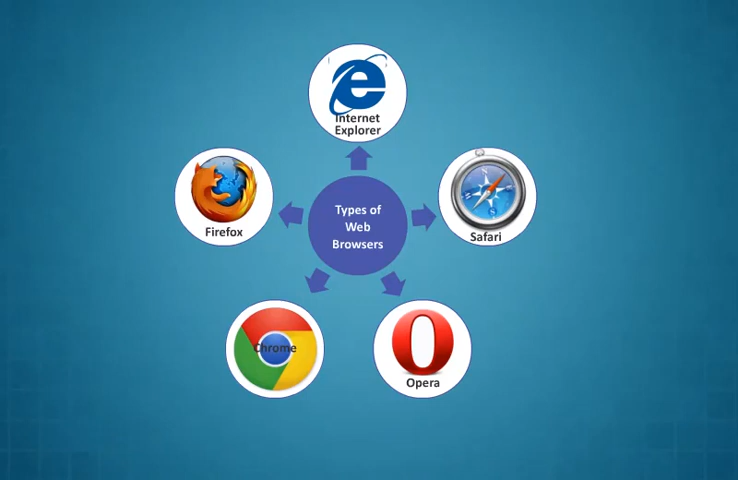 Internet
Explorer
Firefox
Types of
Web
Browsers
Safari
Chrome
Opera